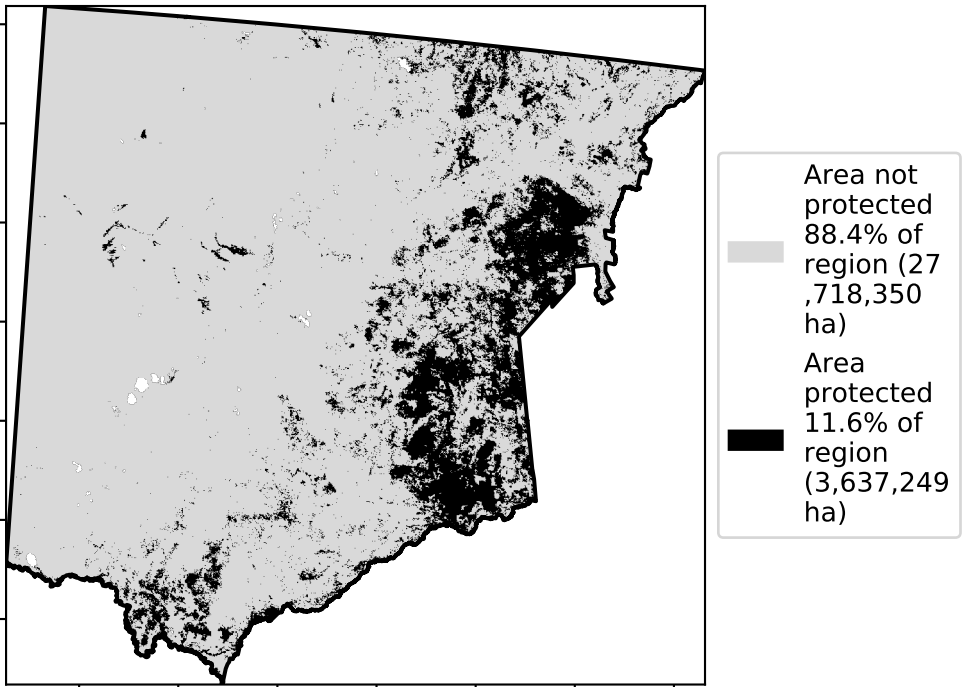 Area not
protected
88.4% of
region (27
,718,350
ha)
Area
protected
11.6% of
region
(3,637,249
ha)